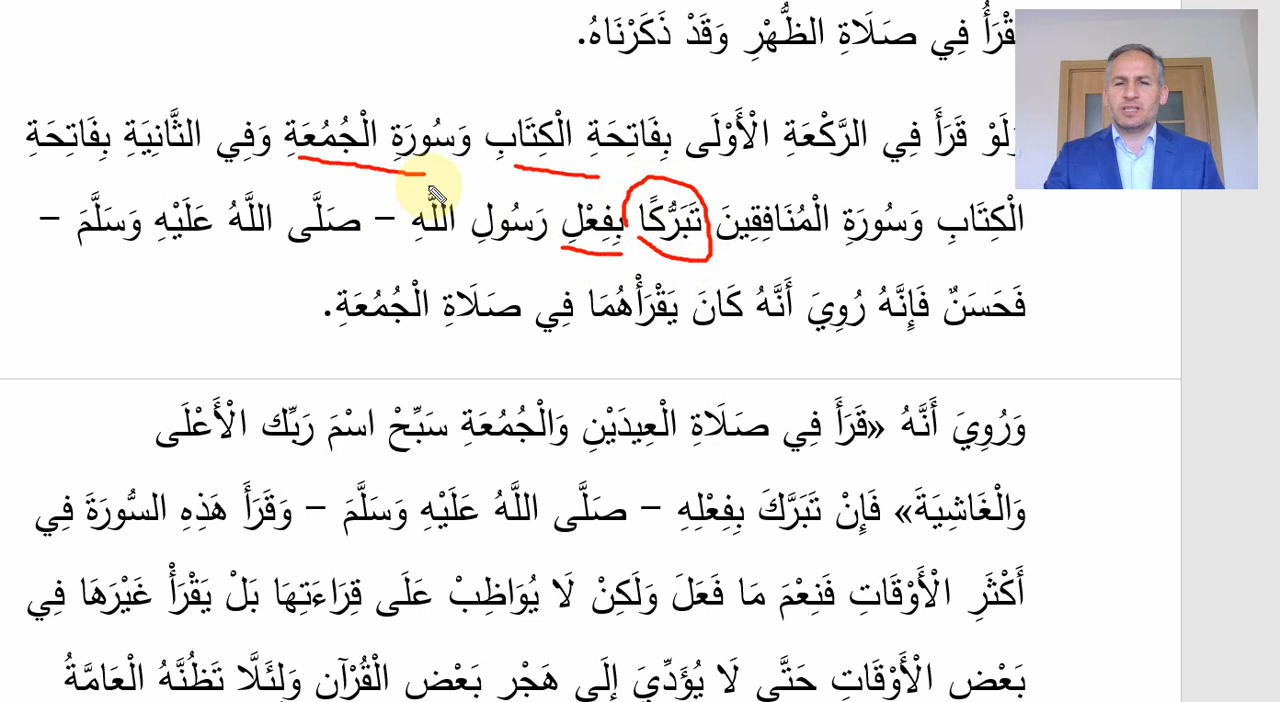 يَقْرَأُ فِي صَلَاةِ الظُّهْرِ وَقَدْ ذَكَرْنَاهُ.
وَلَوْ قَرَأَ فِي الرَّكْعَةِ الْأُولَى بِفَاتِحَةِ الْكِتَابِ وَسُورَةِ الْجُمُعَةِ وَفِي الثَّانِيَةِ بِفَاتِحَةِ
الْكِتَابِ وَسُورَةِ الْمُنَافِقِينَ تَبَرُّكًا بِفِعْلِ رَسُولِ اللَّهِ – صَلَّى اللَّهُ عَلَيْهِ وَسَلَّمَ –
فَحَسَنٌ فَإِنَّهُ رُوِيَ أَنَّهُ كَانَ يَقْرَأْهُمَا فِي صَلَاةِ الْجُمُعَةِ.
وَرُوِيَ أَنَّهُ «قَرَأَ فِي صَلَاةِ الْعِيدَيْنِ وَالْجُمُعَةِ سَبِّحْ اسْمَ رَبِّك الْأَعْلَى
وَالْغَاشِيَةَ» فَإِنْ تَبَرَّكَ بِفِعْلِهِ – صَلَّى اللَّهُ عَلَيْهِ وَسَلَّمَ – وَقَرَأَ هَذِهِ السُّورَةَ فِي
أَكْثَرِ الْأَوْقَاتِ فَنِعْمَ مَا فَعَلَ وَلَكِنْ لَا يُوَاظِبْ عَلَى قِرَاءَتِهَا بَلْ يَقْرَأْ غَيْرَهَا فِي
بَعْضِ الْأَوْقَاتِ حَتَّى لَا يُؤَدِّيَ إلَى هَجْرِ بَعْضِ الْقُرْآنِ وَلِئَلَّا تَظُنَّهُ الْعَامَّةُ